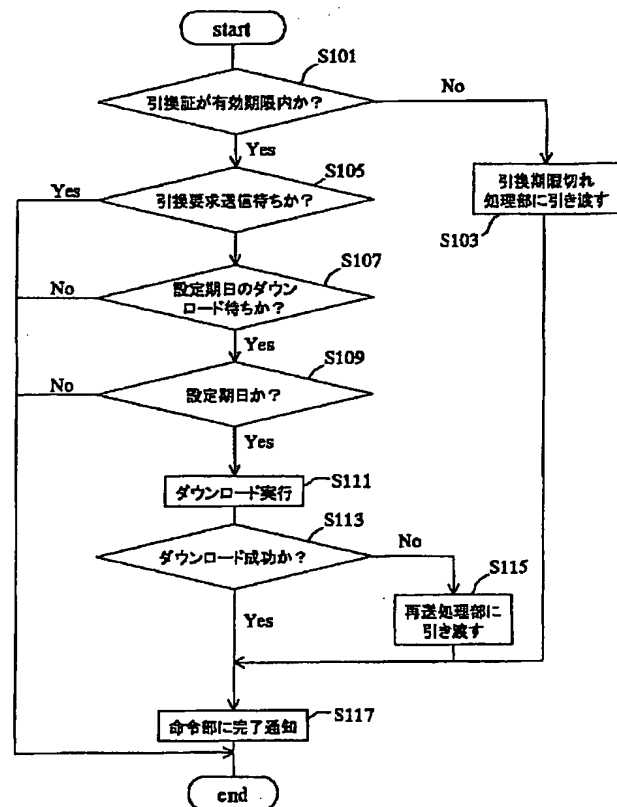 start
S101
引換証が有効期限内か？
No
Yes
S105
Yes
引換要求送信待ちか？
引換期限切れ
処理部に引き渡す
S103
S107
設定期日のダウン
ロード待ちか？
No
Yes
S109
No
設定期日か？
Yes
ダウンロード実行
S111
S113
ダウンロード成功か？
No
S115
Yes
再送処理部に
引き渡す
S117
命令部に完了通知
end